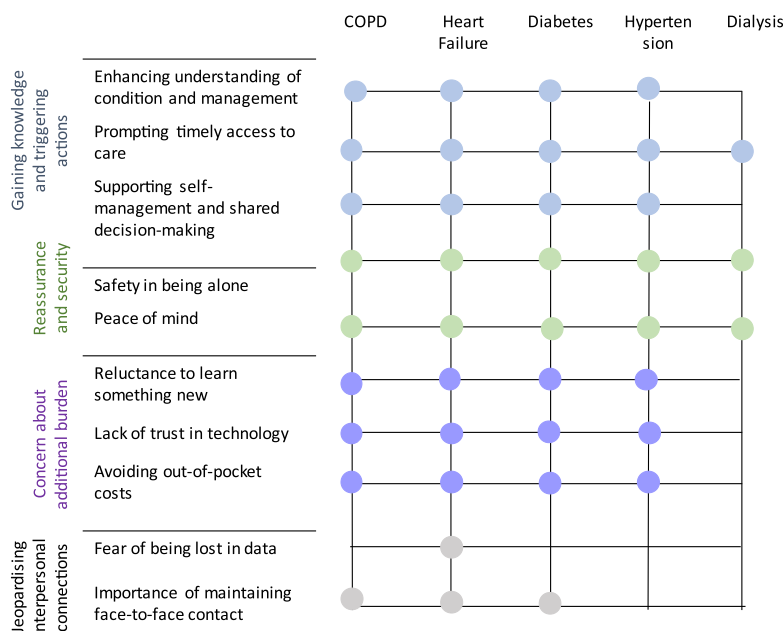 COPD
Heart
Failure
Diabetes
Hyperten
sion
Dialysis
Gaining knowledge
and triggering
actions
Enhancing understanding of
condition and management
Prompting timely access to
care
Supporting self-
management and shared
decision-making
Reassurance
and security
Safety in being alone
Peace of mind
Concern about
additional burden
Reluctance to learn
something new
Lack of trust in technology
Avoiding out-of-pocket
costs
Jeopardising
nterpersonal
connections
Fear of being lost in data
Importance of maintaining
face-to-face contact